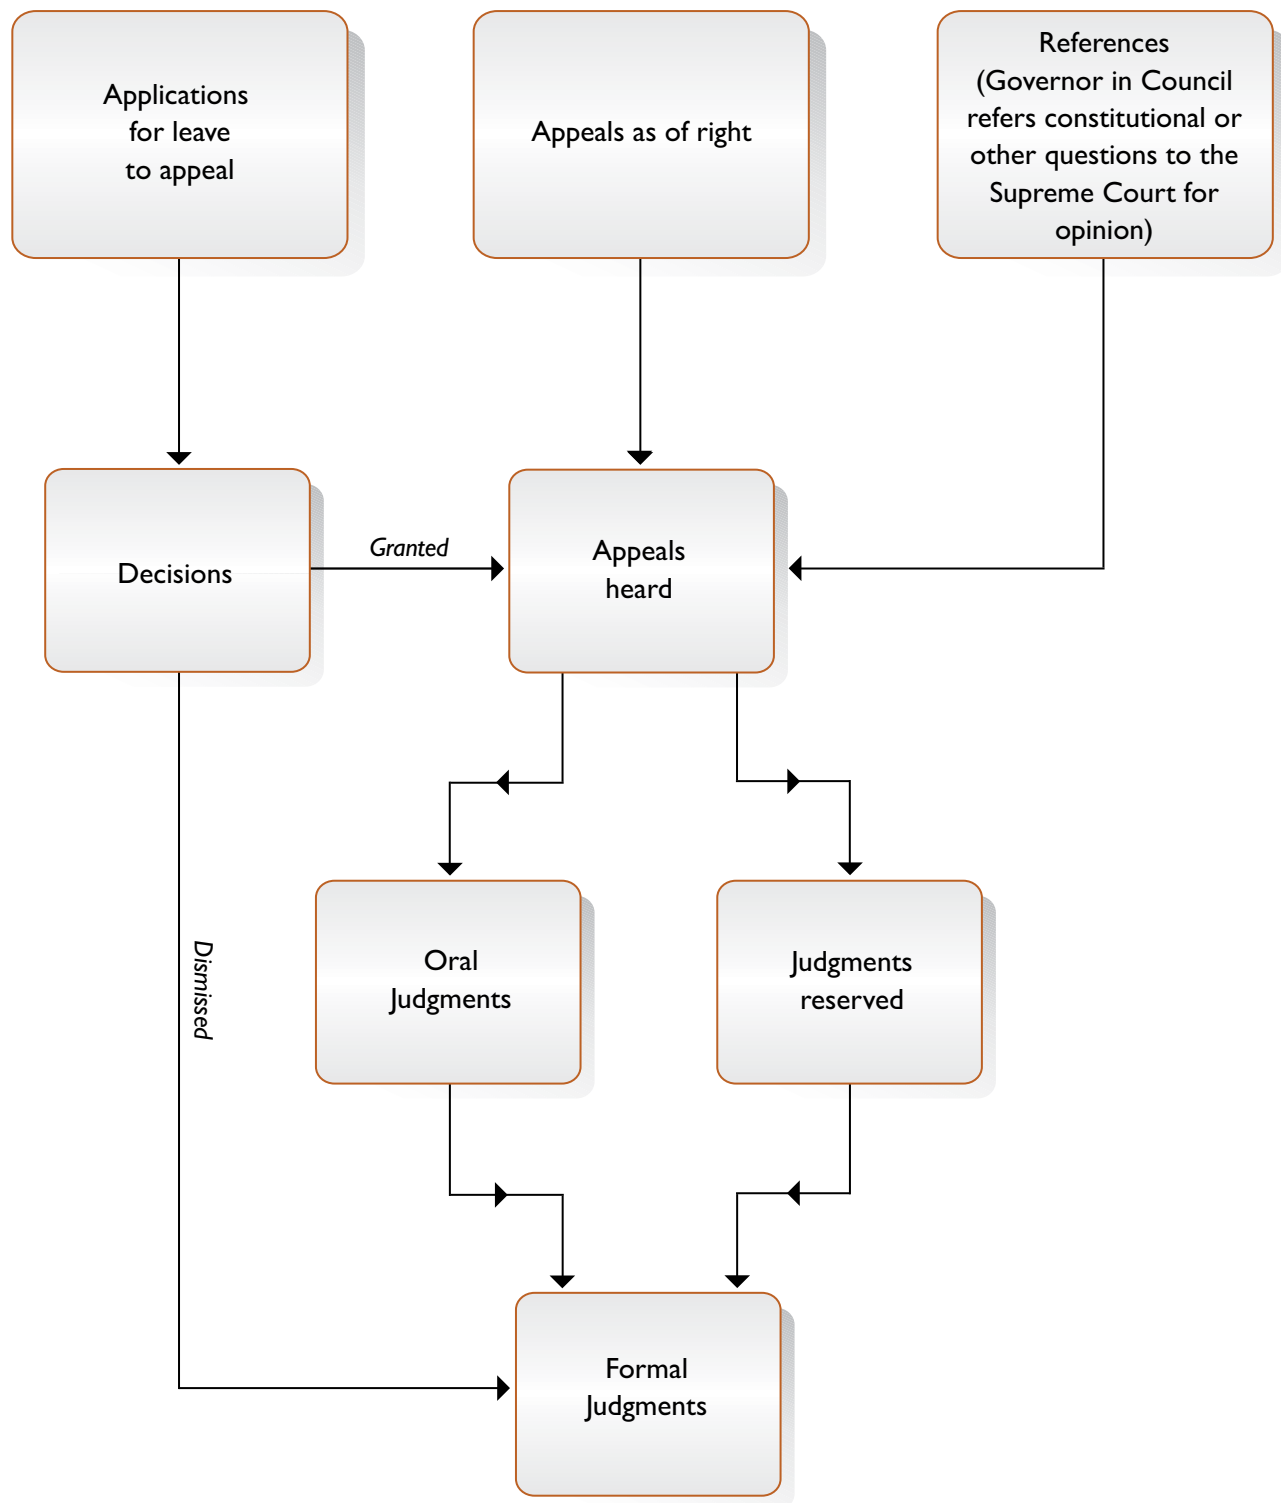 Applications
for leave
to appeal
Appeals as of right
References
(Governor in Council
refers constitutional or
other questions to the
Supreme Court for
opinion)
Decisions
Granted
Appeals
heard
Dismissed
Oral
Judgments
Judgments
reserved
Formal
Judgments